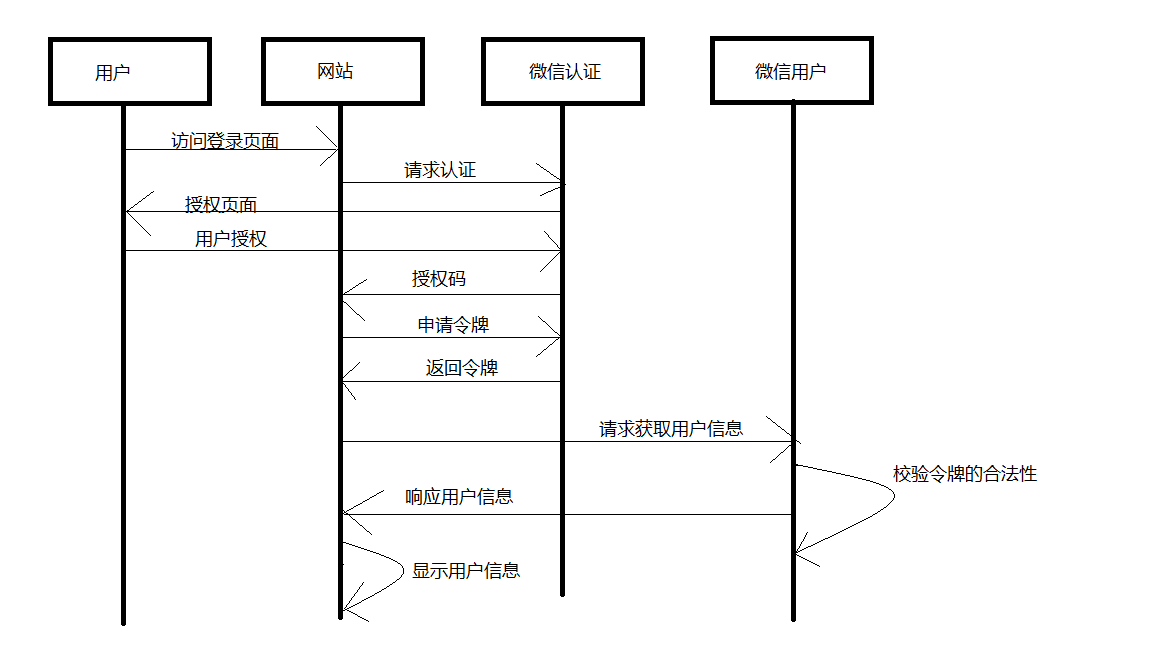 用户
网站
微信认证
微信用户
访问登录页面
请求认证
授权页面
用户授权
授权码
申请令牌
返回令牌
请求获取用户信息
校验令牌的合法性
响应用户信息
显示用户信息